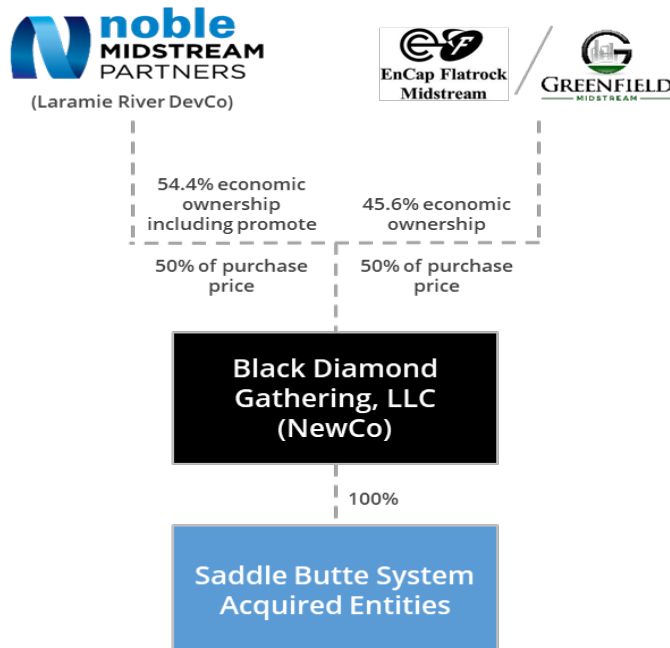 noble
MIDSTREAM
PARTNERS
(Laramie River DevCo)
EnCap Flatrock
Midstream
GREENFIELD
MIDSTREAM
54.4% economic
ownership
including promote
45.6% economic
ownership
50% of purchase
price
50% of purchase
price
Black Diamond
Gathering, LLC
(NewCo)
100%
Saddle Butte System
Acquired Entities